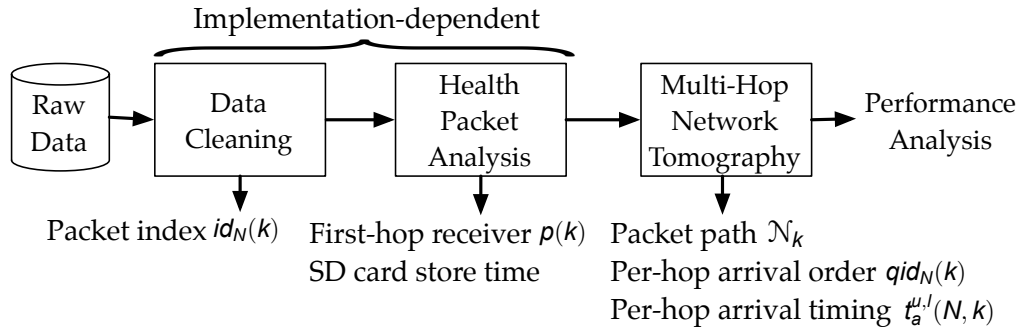 Implementation-dependent
Raw
Data
Data
Cleaning
Health
Packet
Analysis
Multi-Hop
Network
Tomography
Performance
Analysis
Packet index id_N(k)
First-hop receiver p(k)
SD card store time
Packet path 𝒩_k
Per-hop arrival order qid_N(k)
Per-hop arrival timing t_a^{u,l}(N, k)